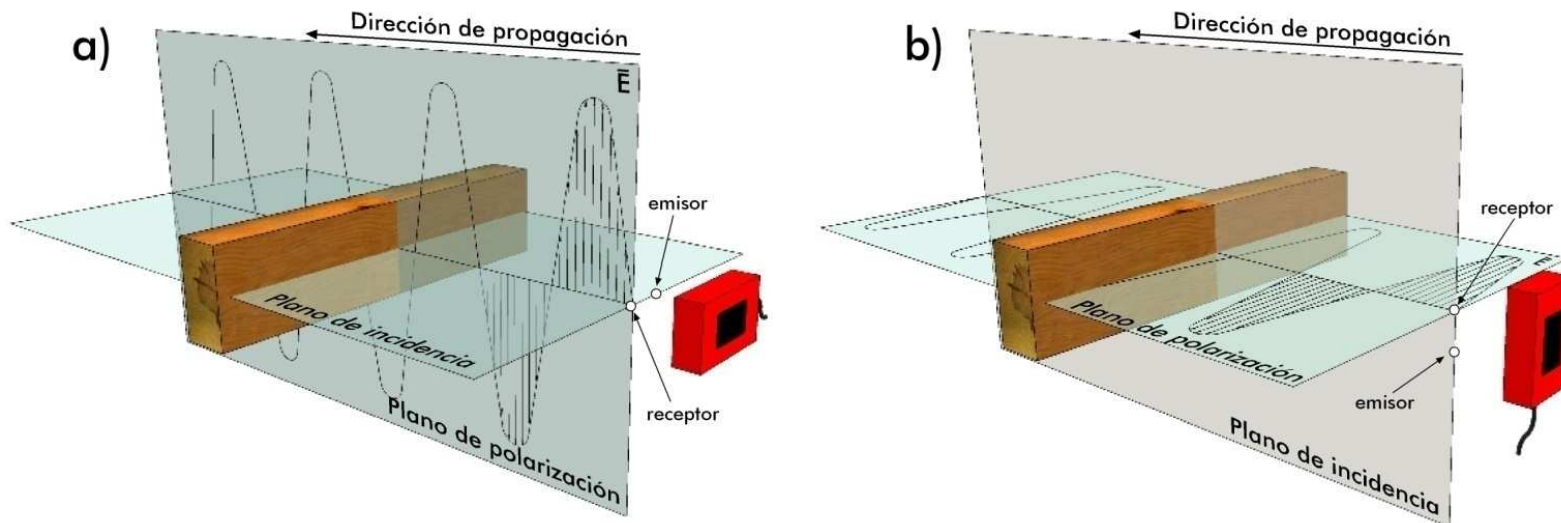 a)
Dirección de propagación
Ē
emisor
Plano de incidencia
receptor
Plano de polarización
b)
Dirección de propagación
receptor
E
Plano de polarización
emisor
Plano de incidencia